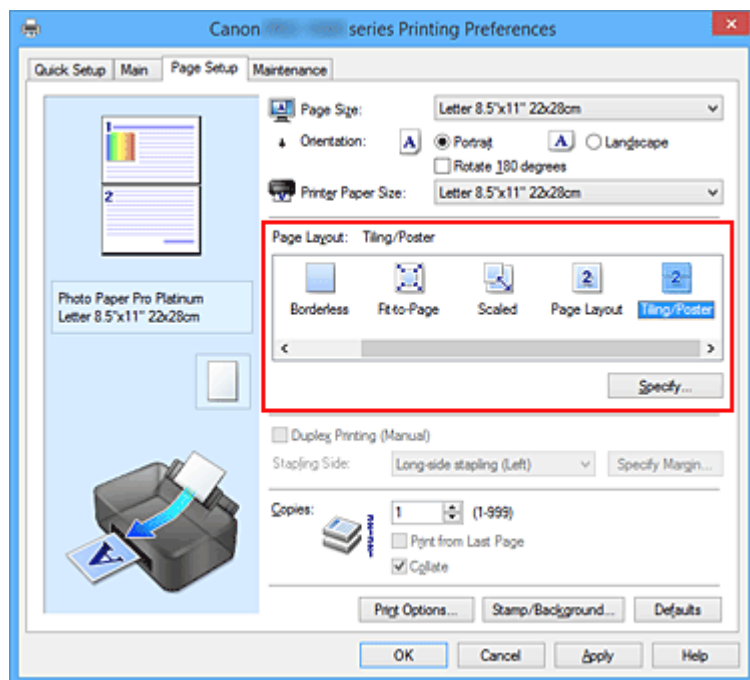 Canon series Printing Preferences
Quick Setup Main Page Setup Maintenance
1
2
Photo Paper Pro Platinum
Letter 8.5"x11" 22x28cm
Page Size: Letter 8.5"x11" 22x28cm
Orientation: A Portrait A Landscape
Rotate 180 degrees
Printer Paper Size: Letter 8.5"x11" 22x28cm
Page Layout: Tiling/Poster
2 2
Borderless Fit-to-Page Scaled Page Layout Tiling/Poster
Specify...
Duplex Printing (Manual)
Stapling Side: Long-side stapling (Left) Specify Margin...
Copies: 1 (1-999)
Print from Last Page
Collate
A
Print Options... Stamp/Background... Defaults
OK Cancel Apply Help